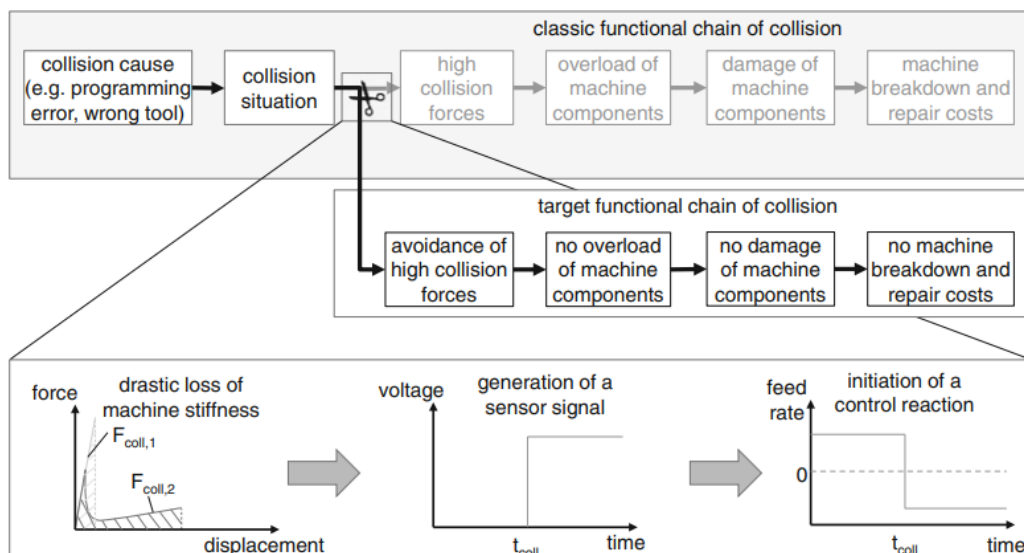 classic functional chain of collision
collision cause
(e.g. programming
error, wrong tool)
collision
situation
high
collision
forces
overload of
machine
components
damage of
machine
components
machine
breakdown and
repair costs
target functional chain of collision
avoidance of
high collision
forces
no overload
of machine
components
no damage
of machine
components
no machine
breakdown and
repair costs
force
drastic loss of
machine stiffness
F coll,1
F coll,2
displacement
voltage
generation of a
sensor signal
t coll
time
feed
rate
initiation of a
control reaction
0
t coll
time